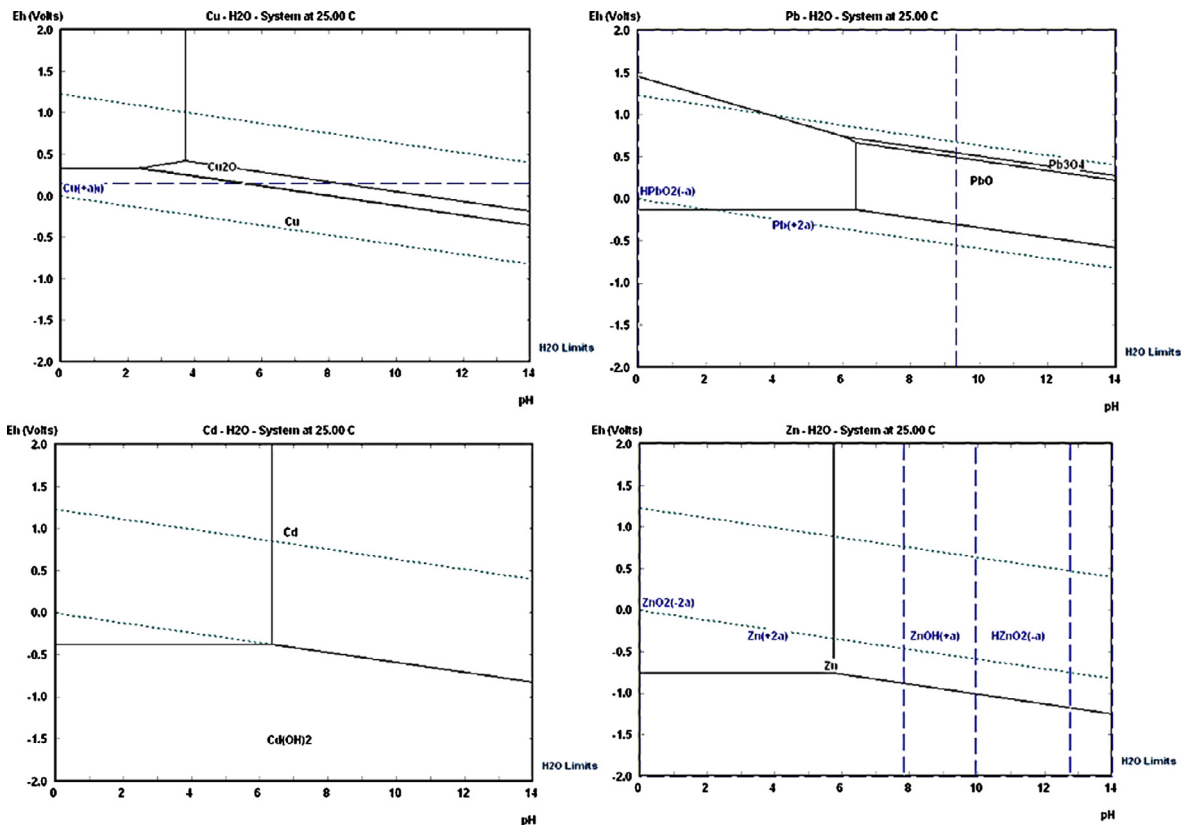 Eh (Volts) Cu - H2O - System at 25.00 C
2.0
1.5
1.0
0.5
0.0
-0.5
-1.0
-1.5
-2.0
Cu2O
Cu
H2O Limits
0 2 4 6 8 10 12 14
pH
Eh (Volts) Pb - H2O - System at 25.00 C
2.0
1.5
1.0
0.5
0.0
-0.5
-1.0
-1.5
-2.0
Pb3O4
PbO
HPbO2(-a)
Pb(+2a)
H2O Limits
0 2 4 6 8 10 12 14
pH
Eh (Volts) Cd - H2O - System at 25.00 C
2.0
1.5
1.0
0.5
0.0
-0.5
-1.0
-1.5
-2.0
Cd
Cd(OH)2
H2O Limits
0 2 4 6 8 10 12 14
pH
Eh (Volts) Zn - H2O - System at 25.00 C
2.0
1.5
1.0
0.5
0.0
-0.5
-1.0
-1.5
-2.0
ZnO2(-2a)
Zn(+2a) ZnOH(+a) HZnO2(-a)
Zn
H2O Limits
0 2 4 6 8 10 12 14
pH